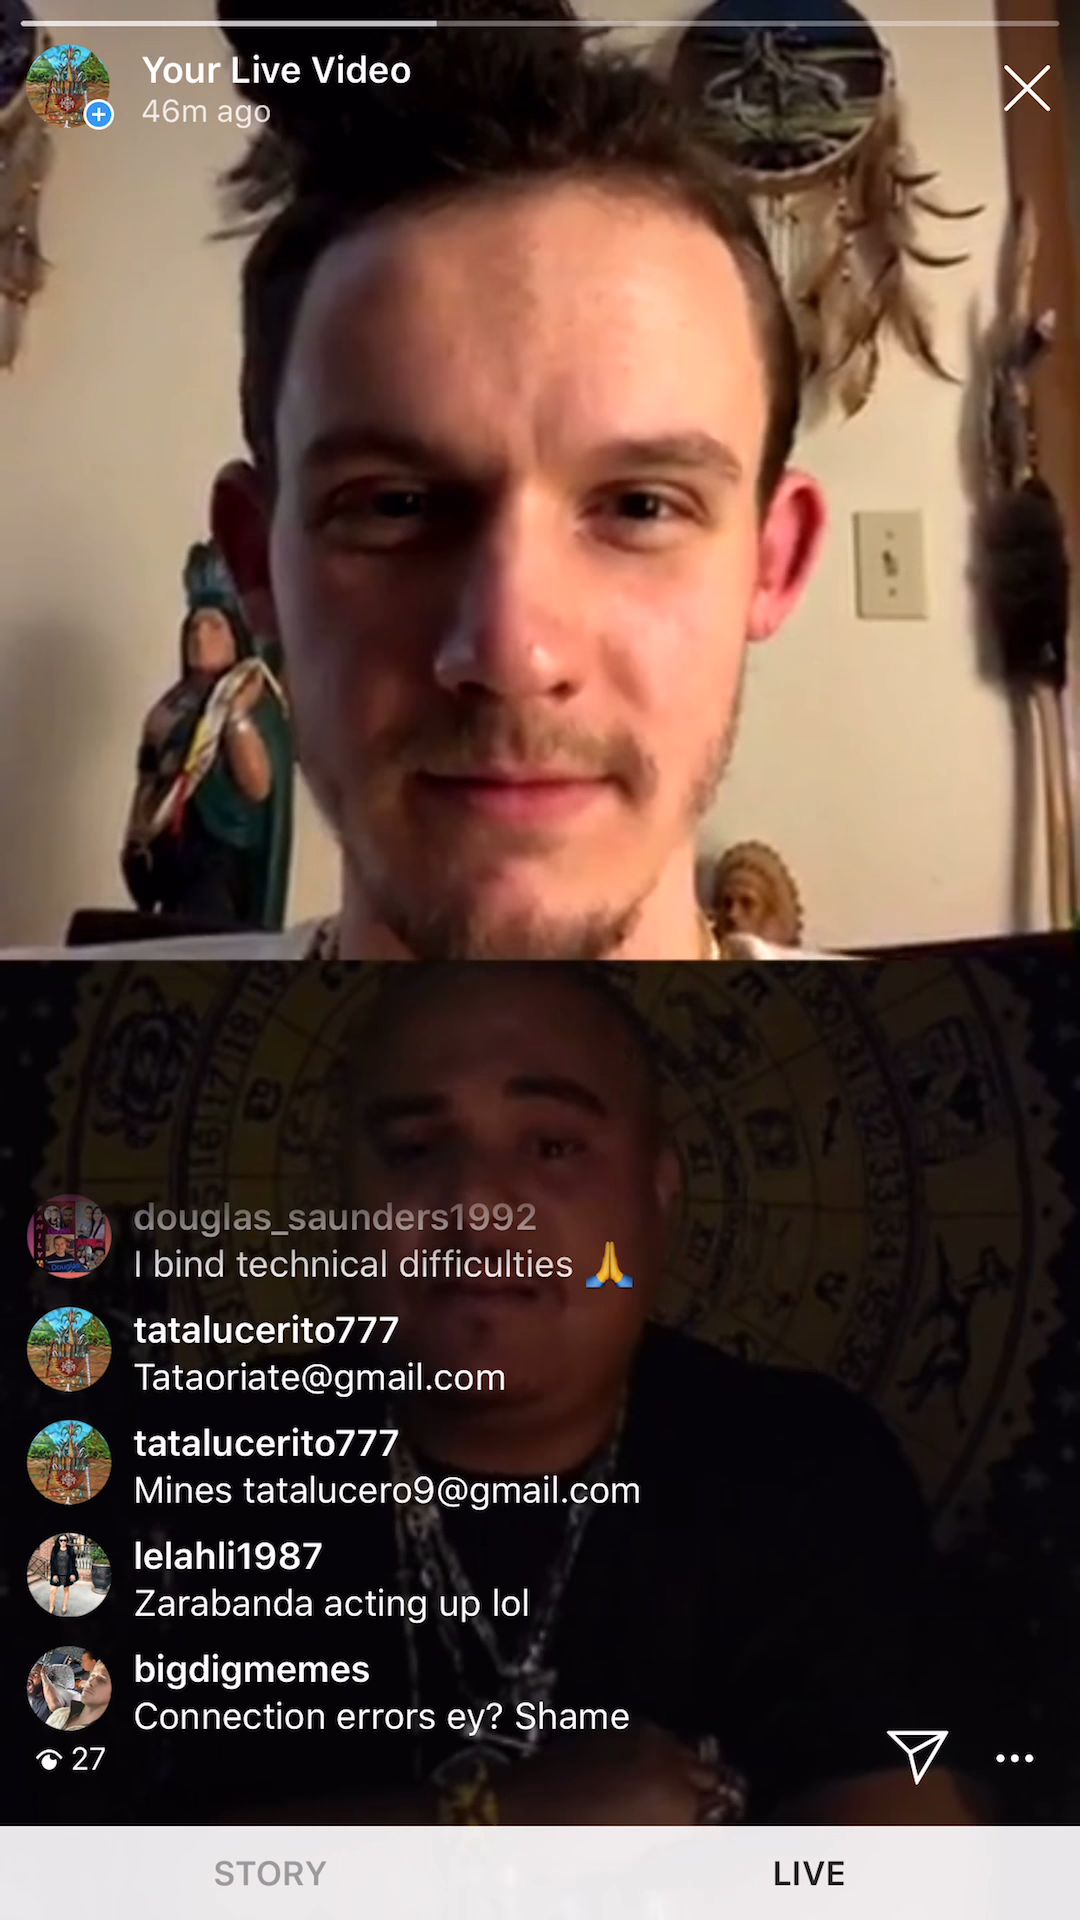 Your Live Video
46m ago
douglas_saunders1992
I bind technical difficulties 🙏
tatalucerito777
Tataoriate@gmail.com
tatalucerito777
Mines tatalucero9@gmail.com
lelahli1987
Zarabanda acting up lol
bigdigmemes
Connection errors ey? Shame
27
STORY
LIVE